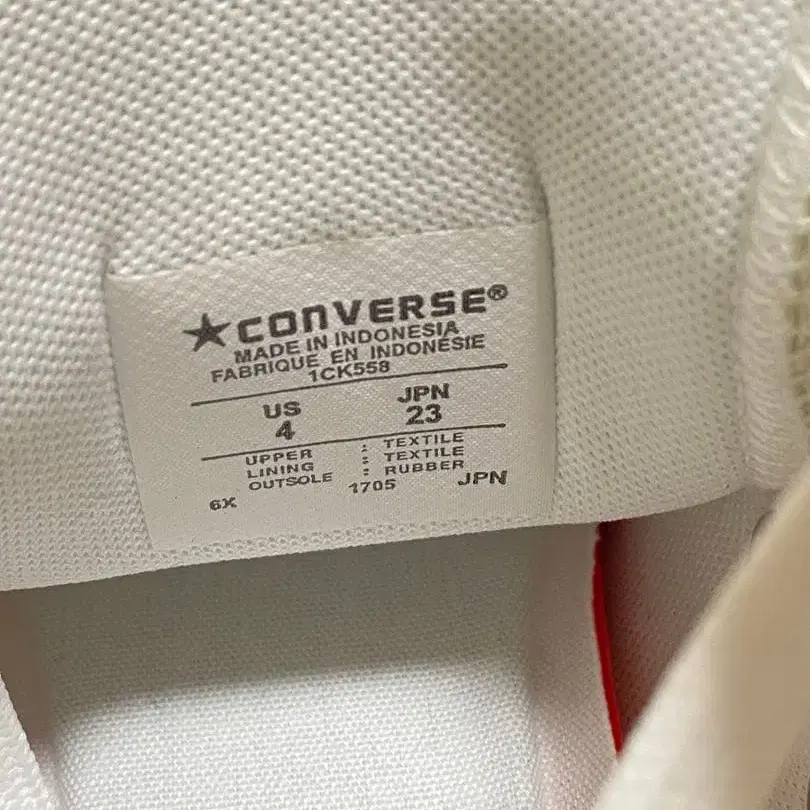 ★CONVERSE®
MADE IN INDONESIA
FABRIQUE EN INDONÉSIE
1CK558
US JPN
4 23
UPPER : TEXTILE
LINING : TEXTILE
OUTSOLE : RUBBER
6X 1705 JPN